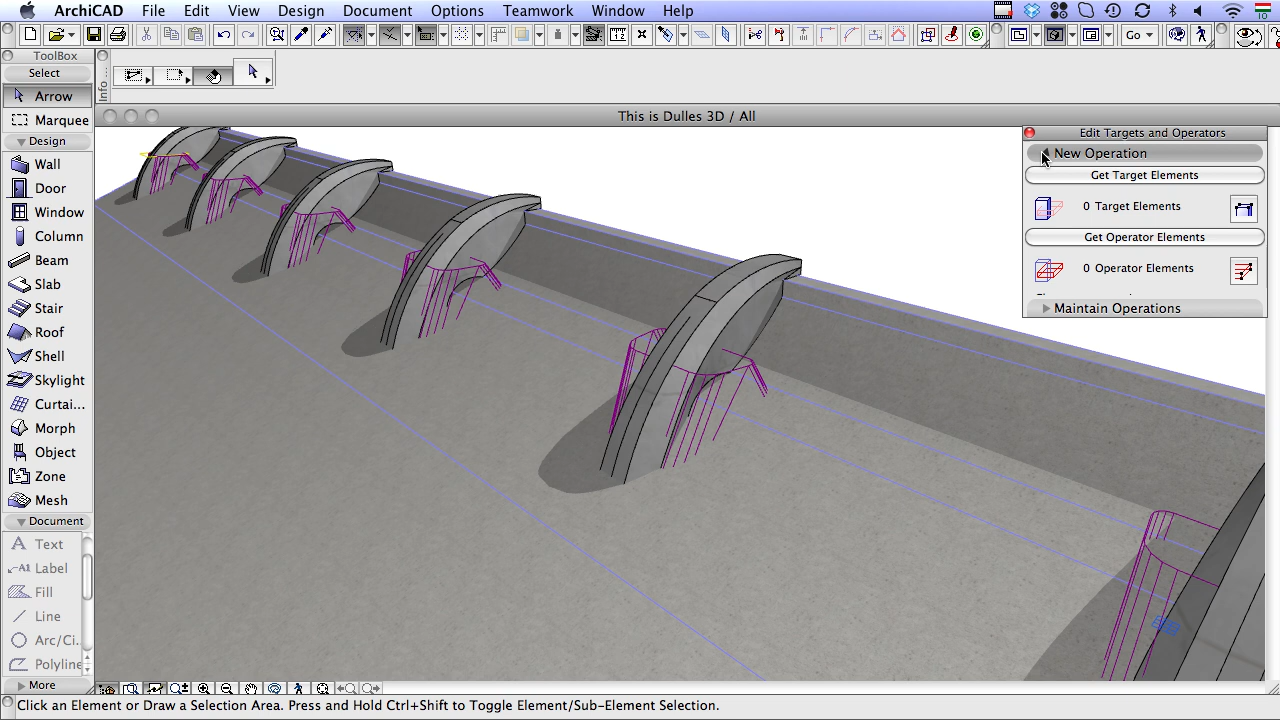 ArchiCAD File Edit View Design Document Options Teamwork Window Help
Go
ToolBox
Select
Arrow
Marquee
Design
Wall
Door
Window
Column
Beam
Slab
Stair
Roof
Shell
Skylight
Curtai...
Morph
Object
Zone
Mesh
Document
Text
Label
Fill
Line
Arc/Ci...
Polyline
More
Info ...
This is Dulles 3D / All
Edit Targets and Operators
New Operation
Get Target Elements
0 Target Elements
Get Operator Elements
0 Operator Elements
Maintain Operations
Click an Element or Draw a Selection Area. Press and Hold Ctrl+Shift to Toggle Element/Sub-Element Selection.